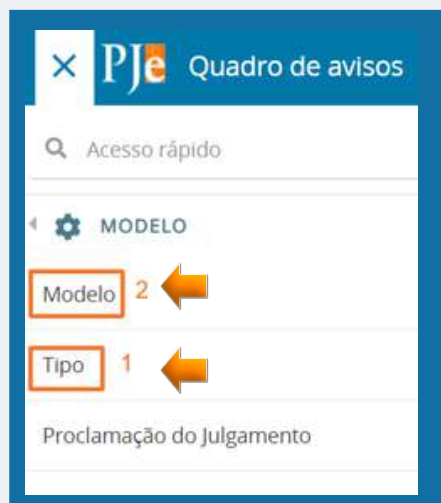 × PJe Quadro de avisos
Acesso rápido
MODELO
Modelo 2
Tipo 1
Proclamação do Julgamento